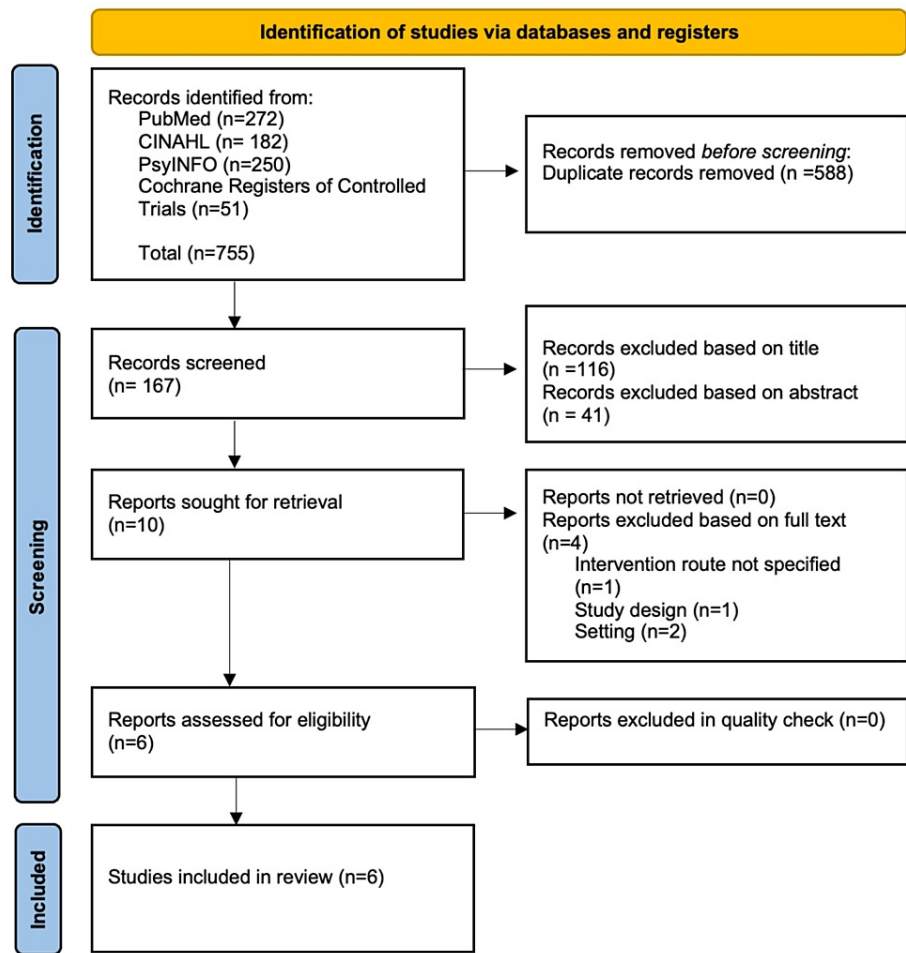 Identification of studies via databases and registers
Identification
Records identified from:
PubMed (n=272)
CINAHL (n= 182)
PsyINFO (n=250)
Cochrane Registers of Controlled
Trials (n=51)
Total (n=755)
Records removed before screening:
Duplicate records removed (n =588)
Screening
Records screened
(n= 167)
Records excluded based on title
(n =116)
Records excluded based on abstract
(n = 41)
Reports sought for retrieval
(n=10)
Reports not retrieved (n=0)
Reports excluded based on full text
(n=4)
Intervention route not specified
(n=1)
Study design (n=1)
Setting (n=2)
Reports assessed for eligibility
(n=6)
Reports excluded in quality check (n=0)
Included
Studies included in review (n=6)